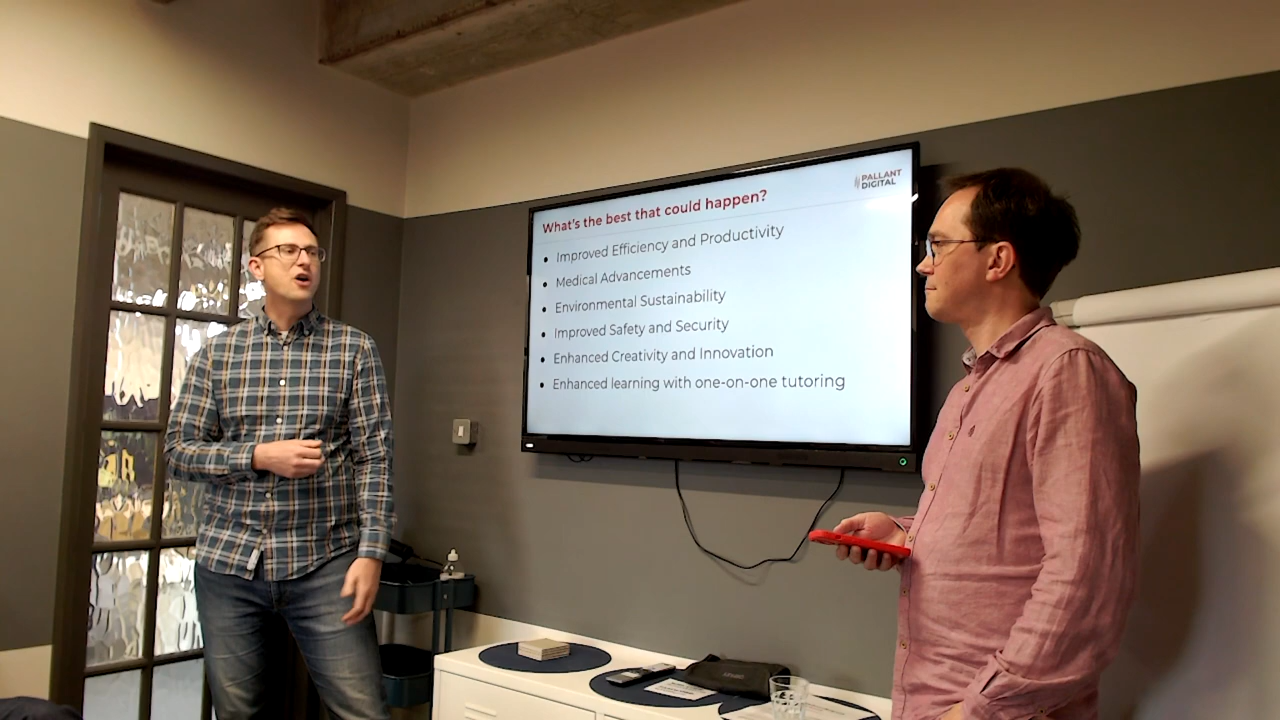 PALLANT
DIGITAL
What's the best that could happen?
• Improved Efficiency and Productivity
• Medical Advancements
• Environmental Sustainability
• Improved Safety and Security
• Enhanced Creativity and Innovation
• Enhanced learning with one-on-one tutoring